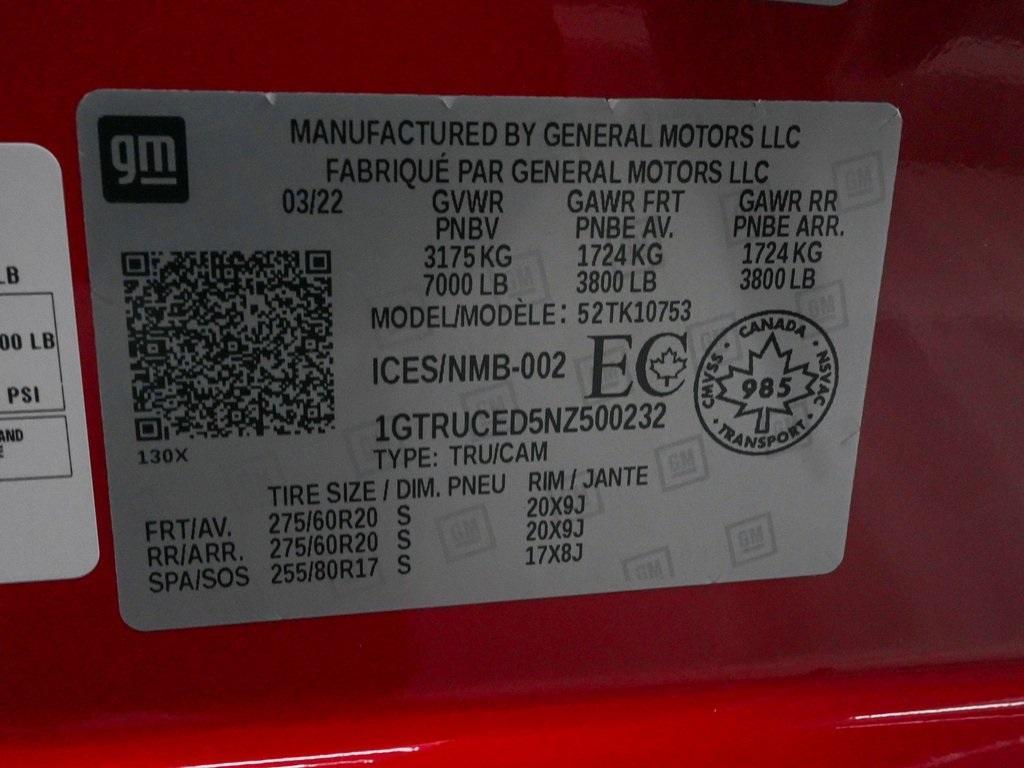 gm
MANUFACTURED BY GENERAL MOTORS LLC
FABRIQUÉ PAR GENERAL MOTORS LLC
03/22 GVWR GAWR FRT GAWR RR
PNBV PNBE AV. PNBE ARR.
3175 KG 1724 KG 1724 KG
7000 LB 3800 LB 3800 LB
MODEL/MODÈLE: 52TK10753
ICES/NMB-002 EC
CANADA
CMVSS · NSVAC
985
· TRANSPORT ·
1GTRUCED5NZ500232
TYPE: TRU/CAM
130X
TIRE SIZE / DIM. PNEU RIM / JANTE
FRT/AV. 275/60R20 S 20X9J
RR/ARR. 275/60R20 S 20X9J
SPA/SOS 255/80R17 S 17X8J
LB
00 LB
PSI
AND
E